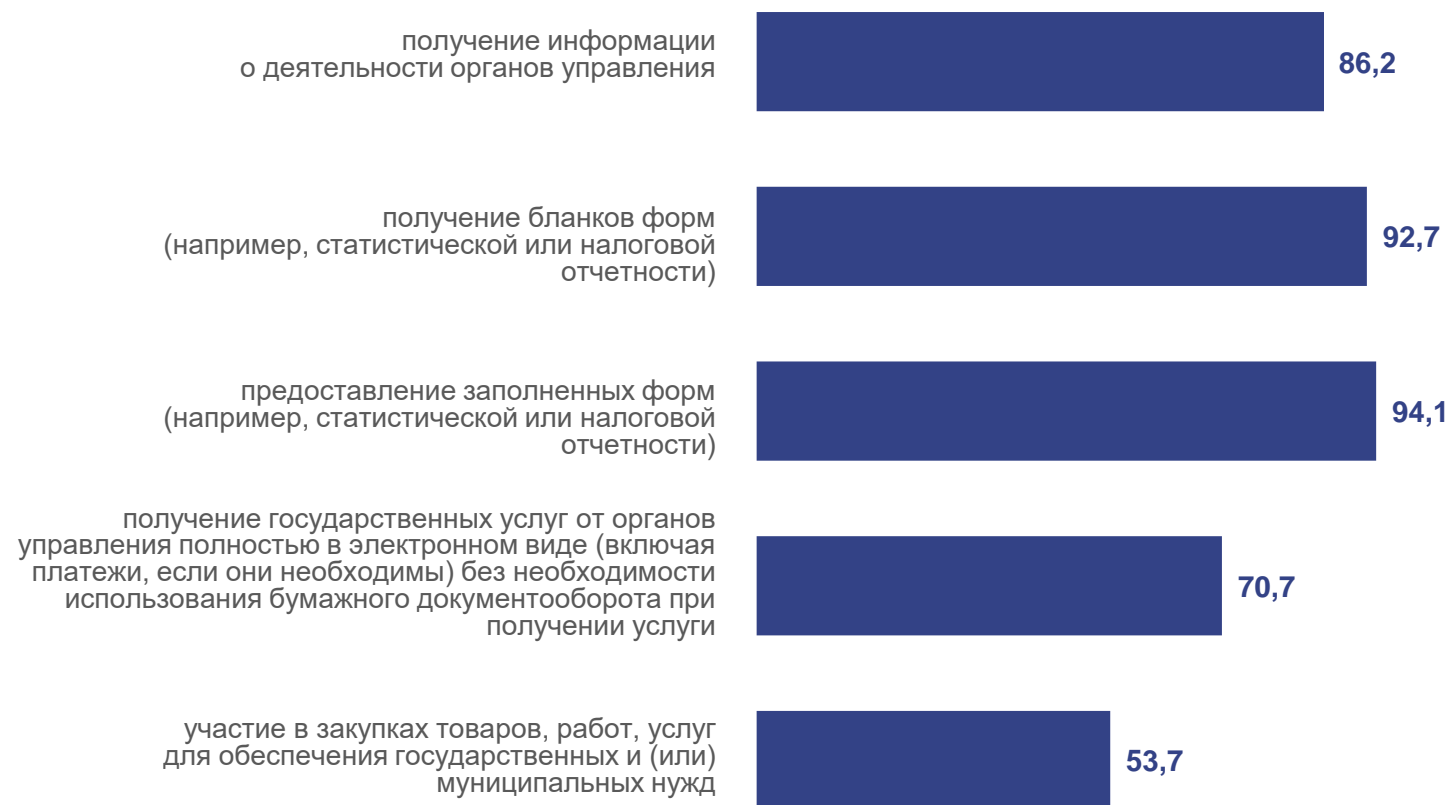 получение информации
о деятельности органов управления
86,2
получение бланков форм
(например, статистической или налоговой
отчетности)
92,7
предоставление заполненных форм
(например, статистической или налоговой
отчетности)
94,1
получение государственных услуг от органов
управления полностью в электронном виде (включая
платежи, если они необходимы) без необходимости
использования бумажного документооборота при
получении услуги
70,7
участие в закупках товаров, работ, услуг
для обеспечения государственных и (или)
муниципальных нужд
53,7